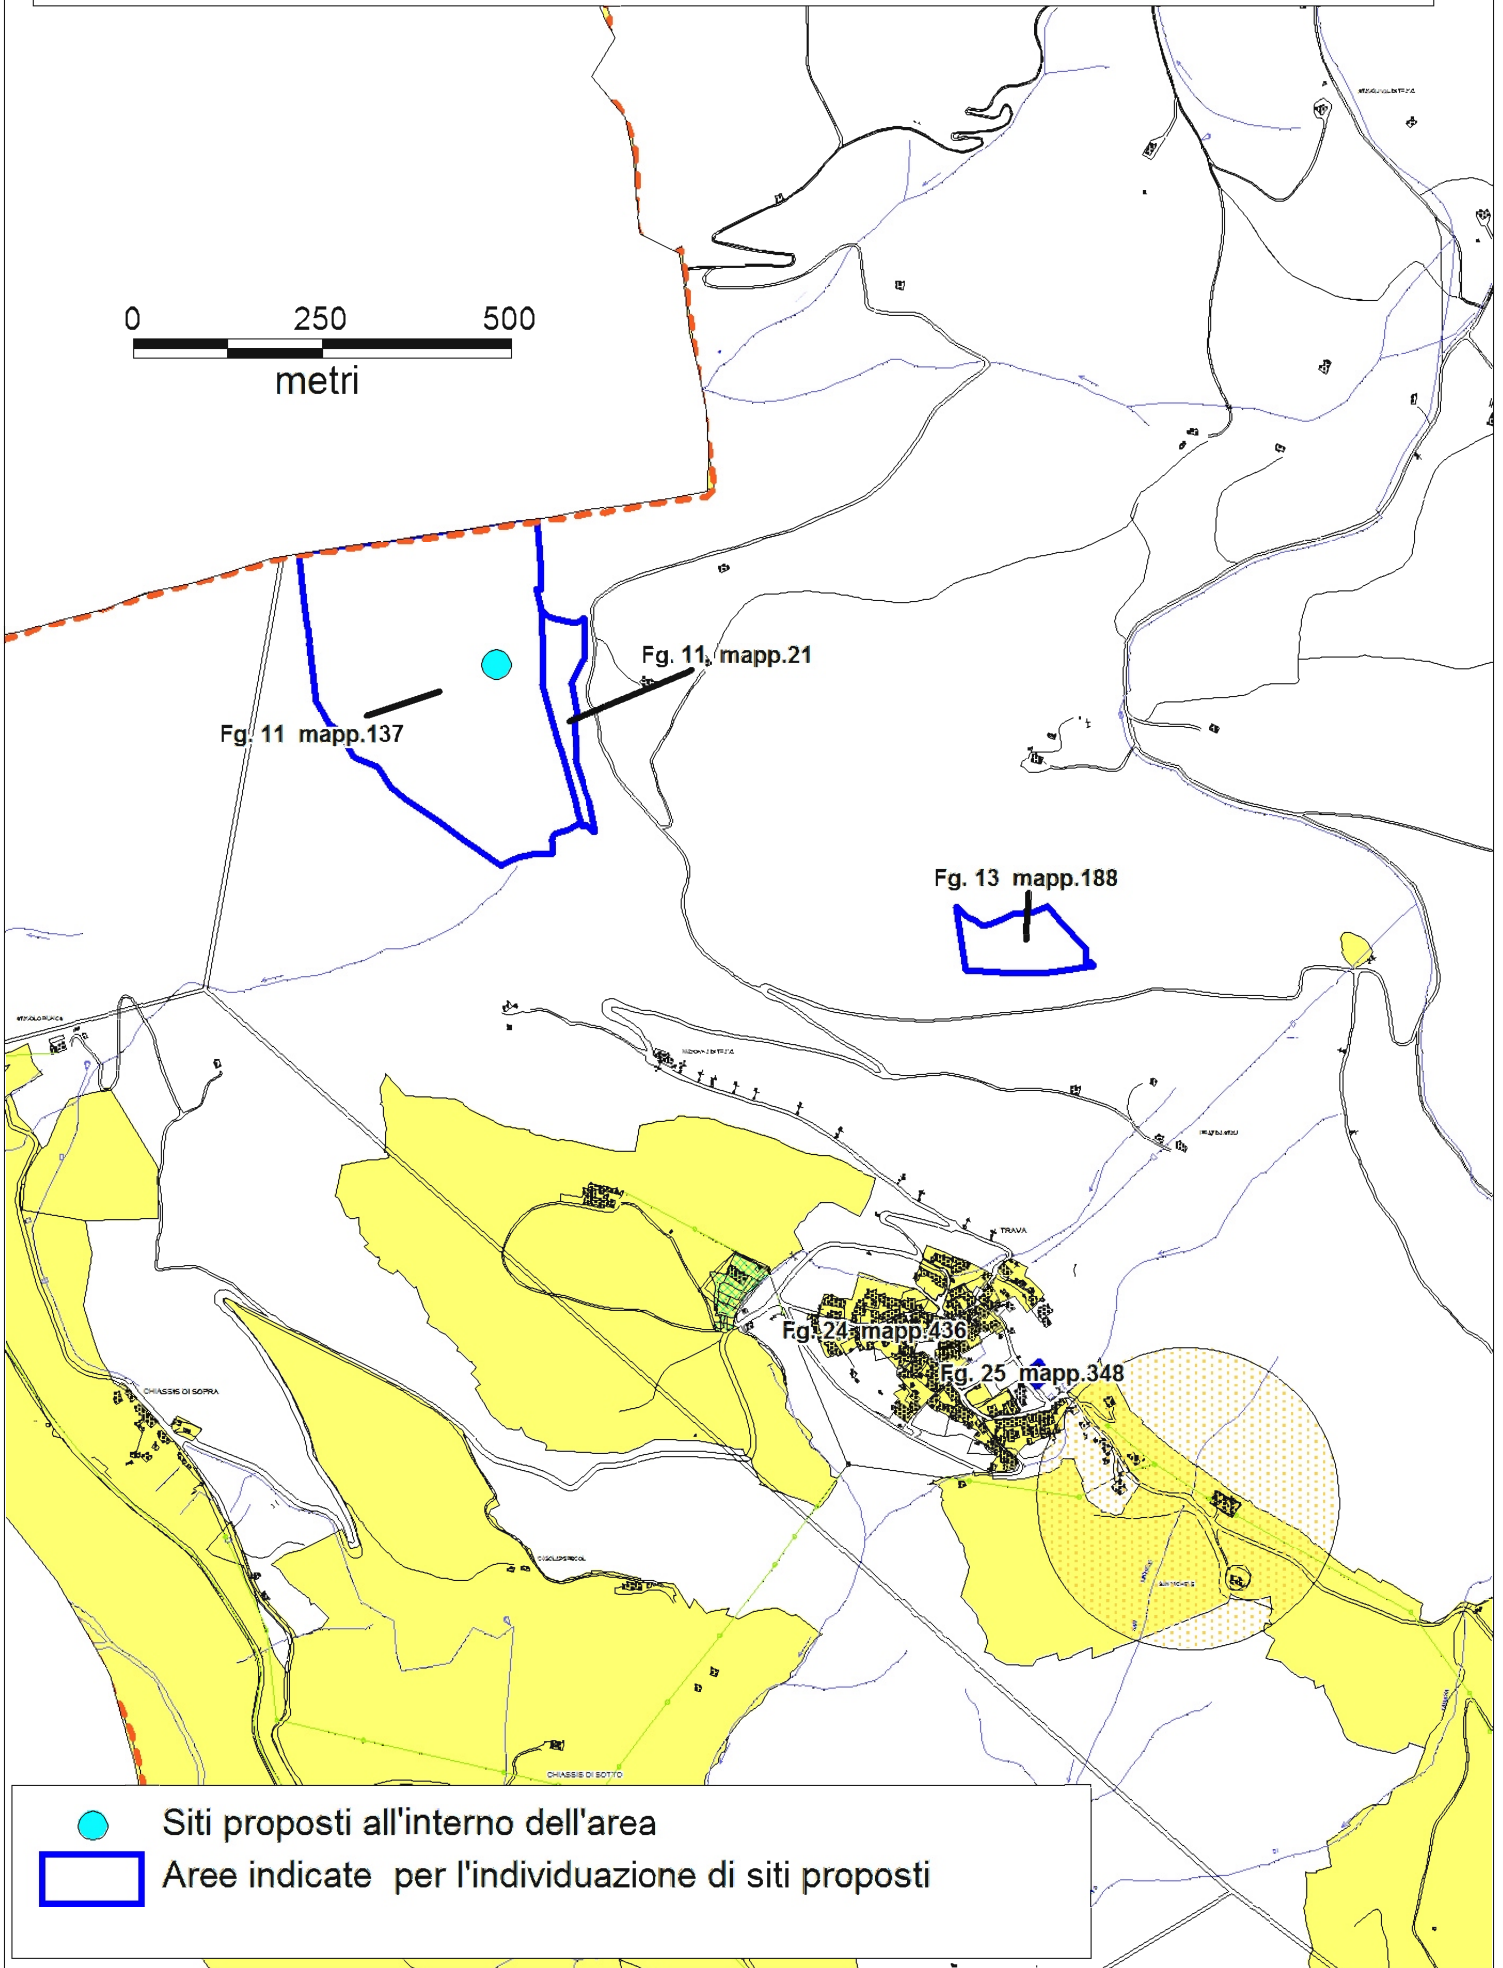 0 250 500
metri
Fg. 11 mapp.21
Fg. 11 mapp.137
Fg. 13 mapp.188
TRAVA
Fg. 24 mapp.436
Fg. 25 mapp.348
CHIASSIS DI SOPRA
SAN MICHELE
CHIASSIS DI SOTTO
Siti proposti all'interno dell'area
Aree indicate per l'individuazione di siti proposti